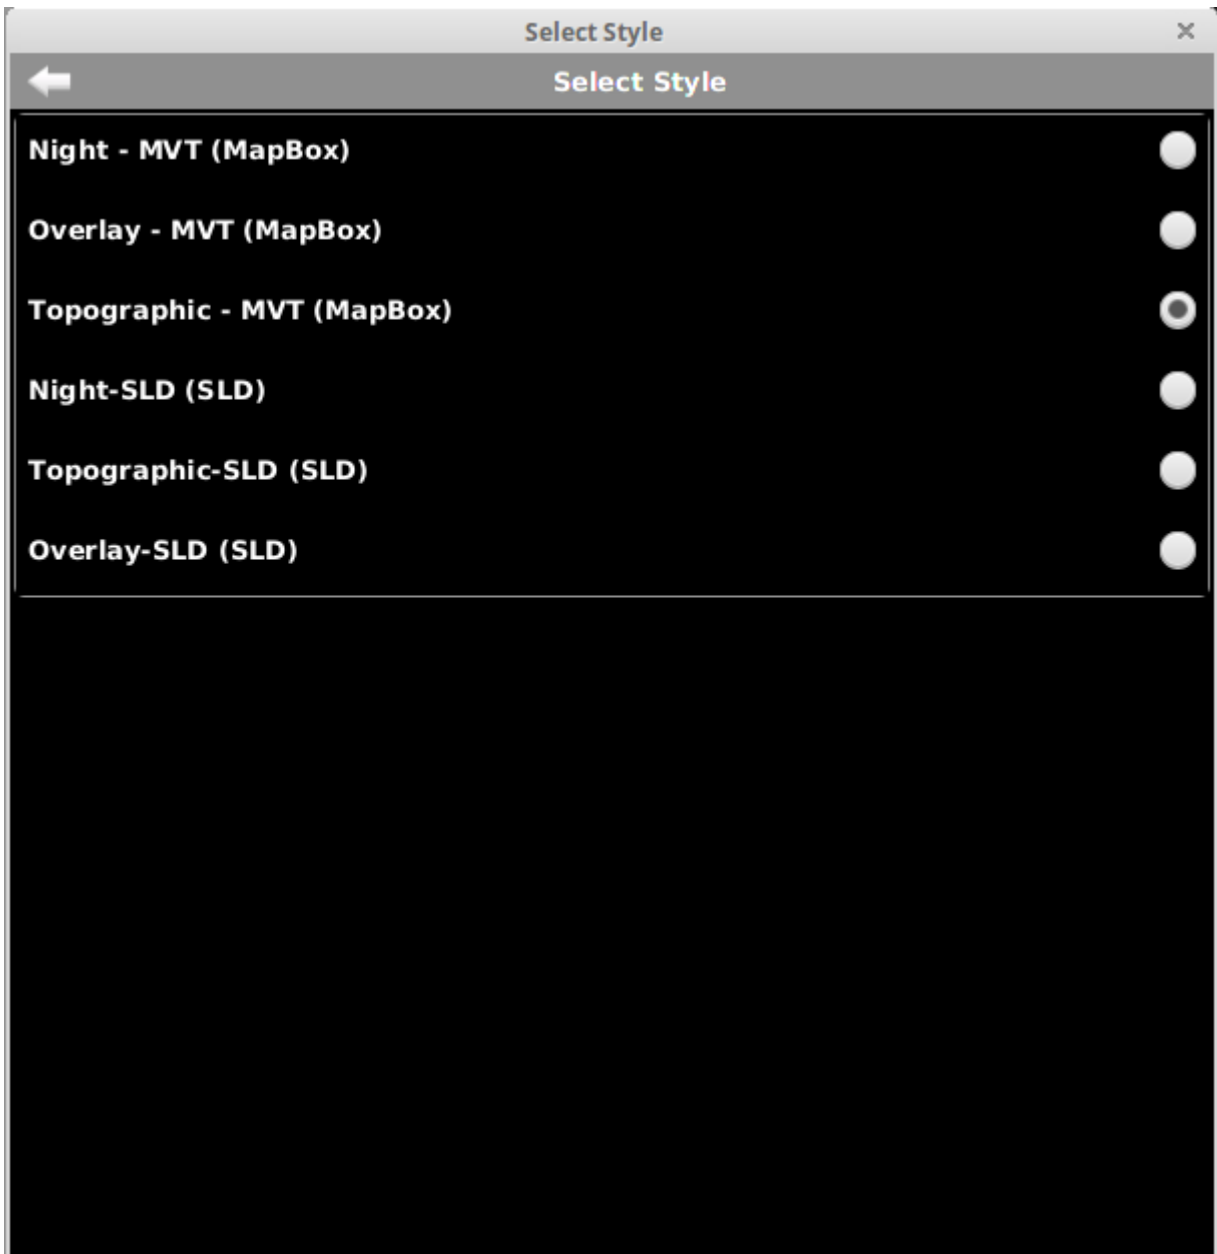 Select Style
Select Style
Night - MVT (MapBox)
Overlay - MVT (MapBox)
Topographic - MVT (MapBox)
Night-SLD (SLD)
Topographic-SLD (SLD)
Overlay-SLD (SLD)